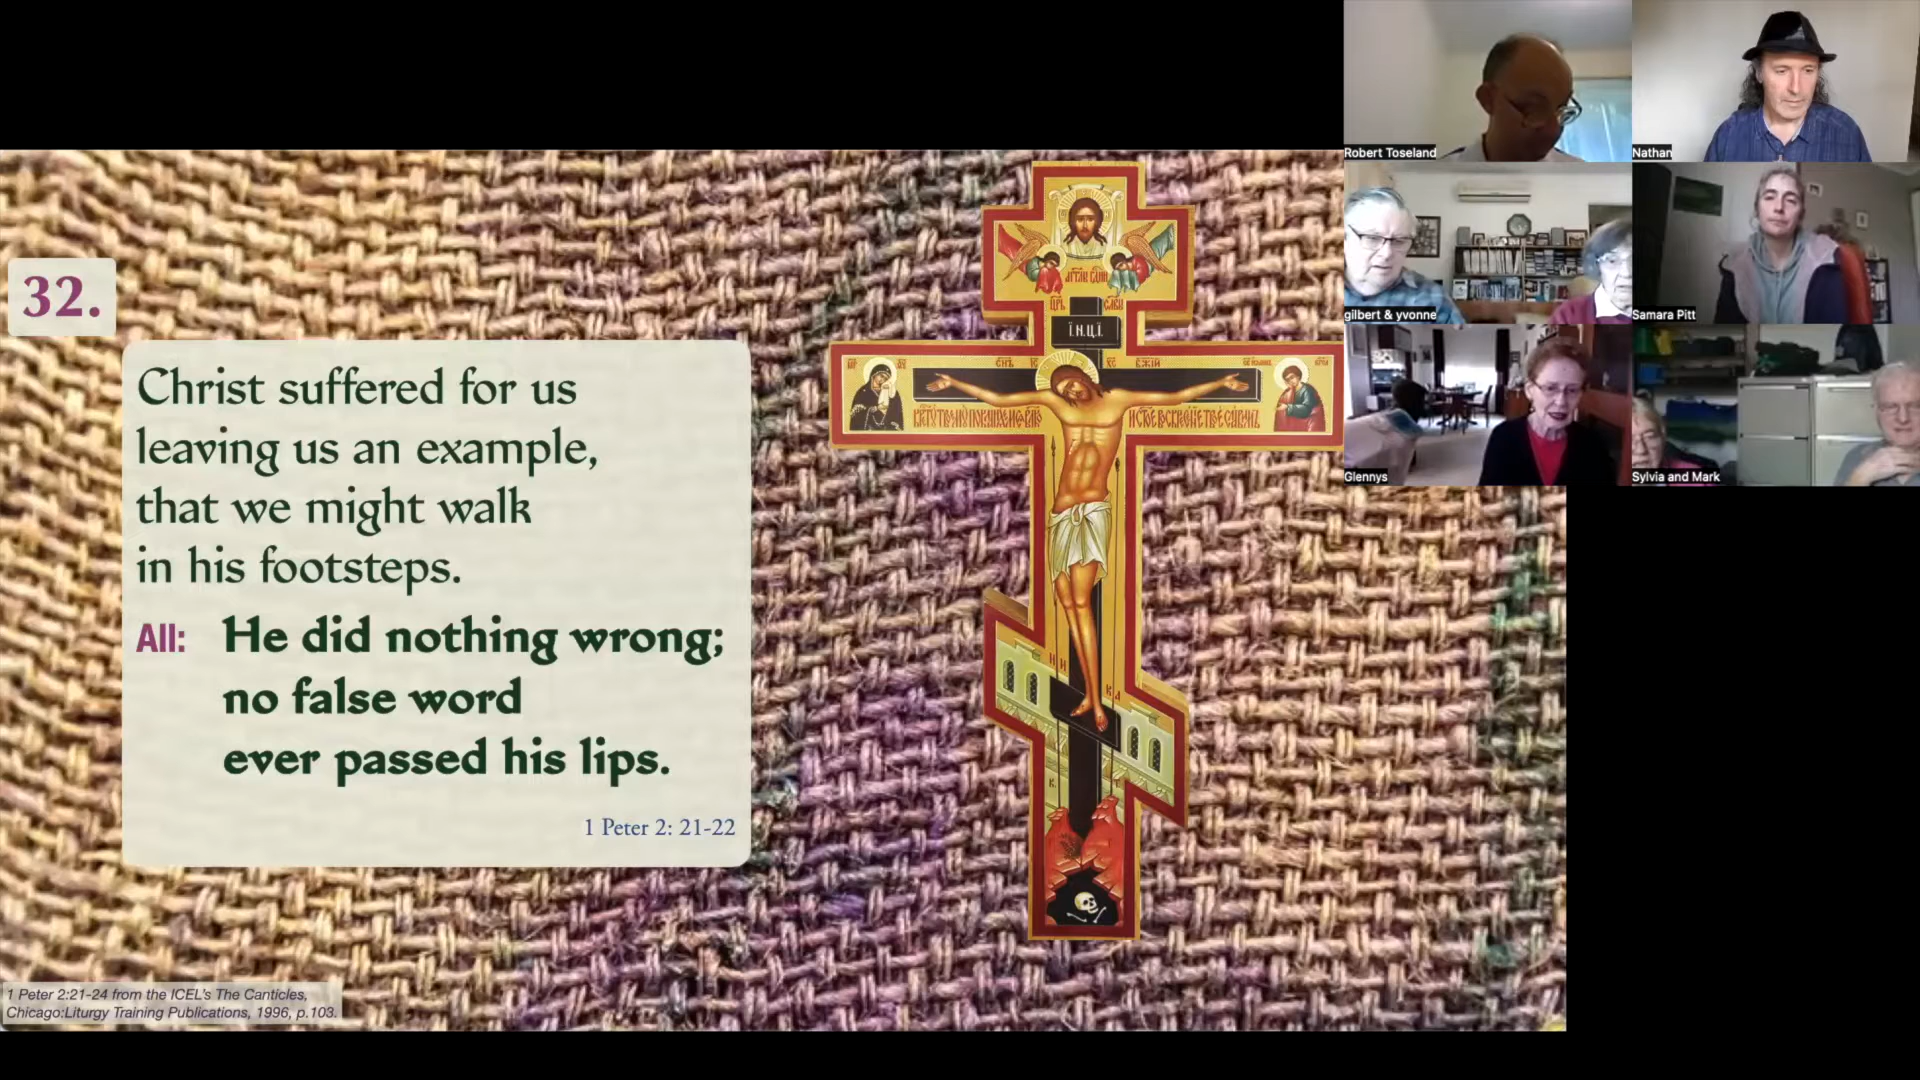 32.
Christ suffered for us
leaving us an example,
that we might walk
in his footsteps.
All: He did nothing wrong;
no false word
ever passed his lips.
1 Peter 2: 21-22
1 Peter 2:21-24 from the ICEL's The Canticles,
Chicago:Liturgy Training Publications, 1996, p.103.
І.Н.Ц.І.
Robert Toseland
Nathan
gilbert & yvonne
Samara Pitt
Glennys
Sylvia and Mark